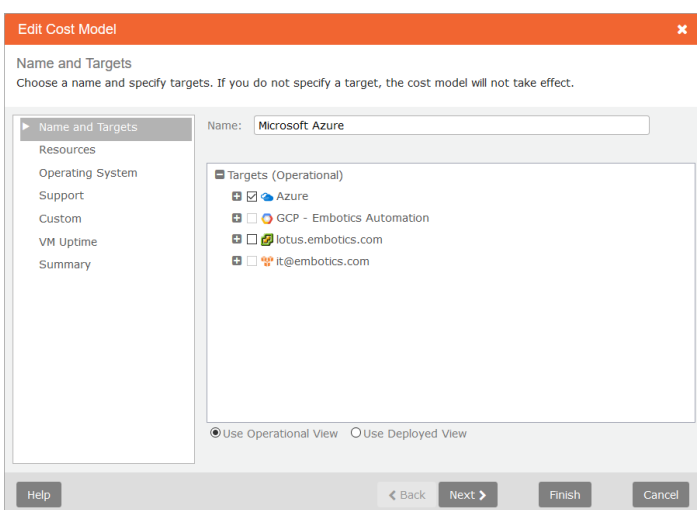 Edit Cost Model
Name and Targets
Choose a name and specify targets. If you do not specify a target, the cost model will not take effect.
Name and Targets
Resources
Operating System
Support
Custom
VM Uptime
Summary
Name: Microsoft Azure
Targets (Operational)
Azure
GCP - Embotics Automation
lotus.embotics.com
it@embotics.com
Use Operational View Use Deployed View
Help Back Next Finish Cancel